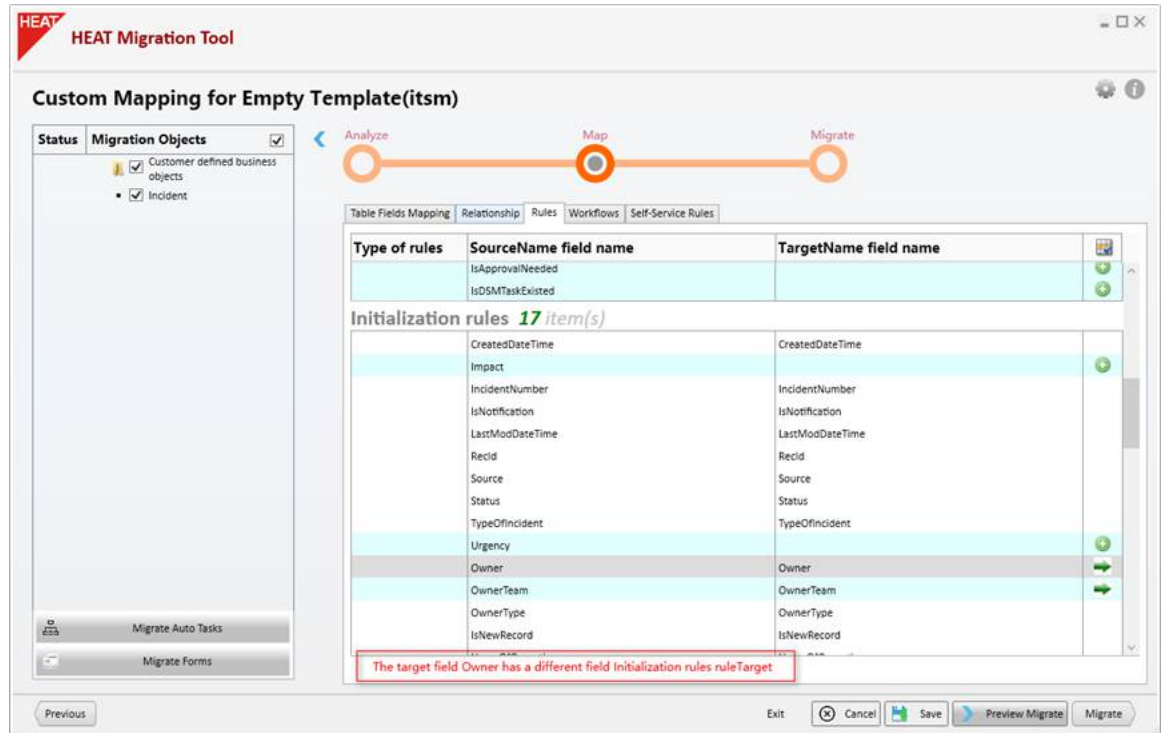 HEAT
HEAT Migration Tool
Custom Mapping for Empty Template(itsm)
Status Migration Objects
Customer defined business
objects
Incident
Analyze Map Migrate
Table Fields Mapping Relationship Rules Workflows Self-Service Rules
Type of rules SourceName field name TargetName field name
IsApprovalNeeded
IsDSMTaskExisted
Initialization rules 17 item(s)
CreatedDateTime CreatedDateTime
Impact
IncidentNumber IncidentNumber
IsNotification IsNotification
LastModDateTime LastModDateTime
RecId RecId
Source Source
Status Status
TypeOfIncident TypeOfIncident
Urgency
Owner Owner
OwnerTeam OwnerTeam
OwnerType OwnerType
IsNewRecord IsNewRecord
The target field Owner has a different field Initialization rules ruleTarget
Migrate Auto Tasks
Migrate Forms
Previous Exit Cancel Save Preview Migrate Migrate